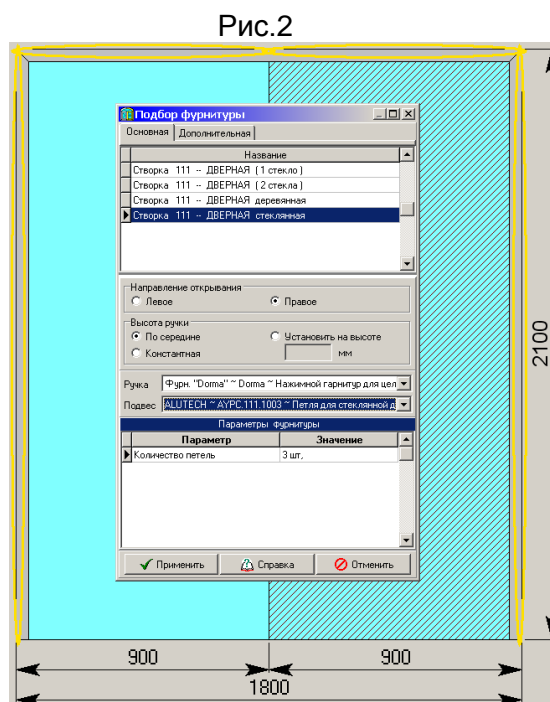 Рис.2
Подбор фурнитуры
Основная Дополнительная
Название
Створка 111 -- ДВЕРНАЯ (1 стекло)
Створка 111 -- ДВЕРНАЯ (2 стекла)
Створка 111 -- ДВЕРНАЯ деревянная
Створка 111 -- ДВЕРНАЯ стеклянная
Направление открывания
Левое Правое
Высота ручки
По середине Установить на высоте
Константная мм
Ручка Фурн. "Dorma" ~ Dorma ~ Нажимной гарнитур для цел
Подвес ALUTECH ~ AYPC.111.1003 ~ Петля для стеклянной д
Параметры фурнитуры
Параметр Значение
Количество петель 3 шт,
Применить Справка Отменить
2100
900 900
1800